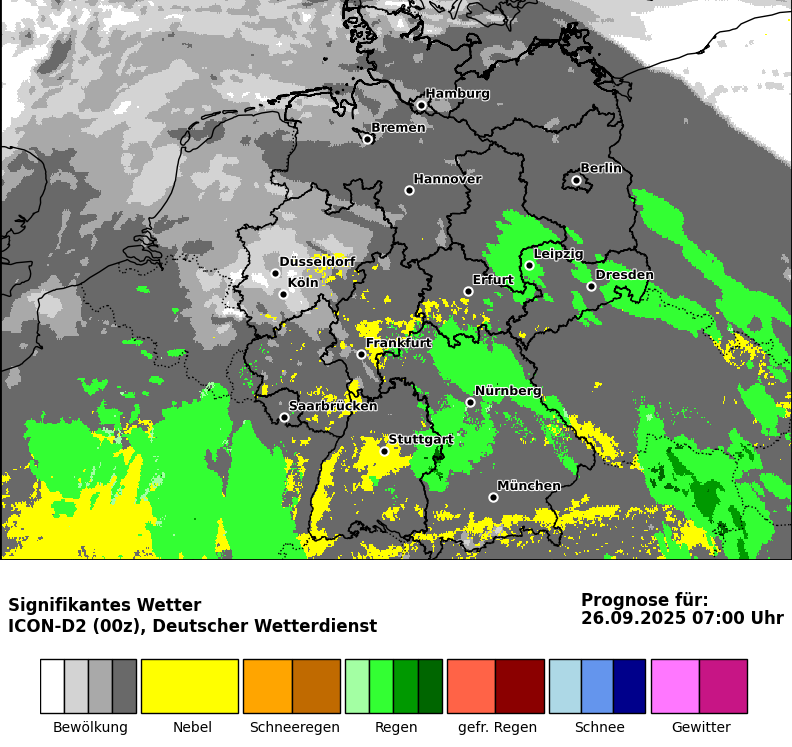 Hamburg
Bremen
Berlin
Hannover
Düsseldorf
Leipzig
Köln
Erfurt
Dresden
Frankfurt
Nürnberg
Saarbrücken
Stuttgart
München
Signifikantes Wetter
ICON-D2 (00z), Deutscher Wetterdienst
Prognose für:
26.09.2025 07:00 Uhr
Bewölkung
Nebel
Schneeregen
Regen
gefr. Regen
Schnee
Gewitter